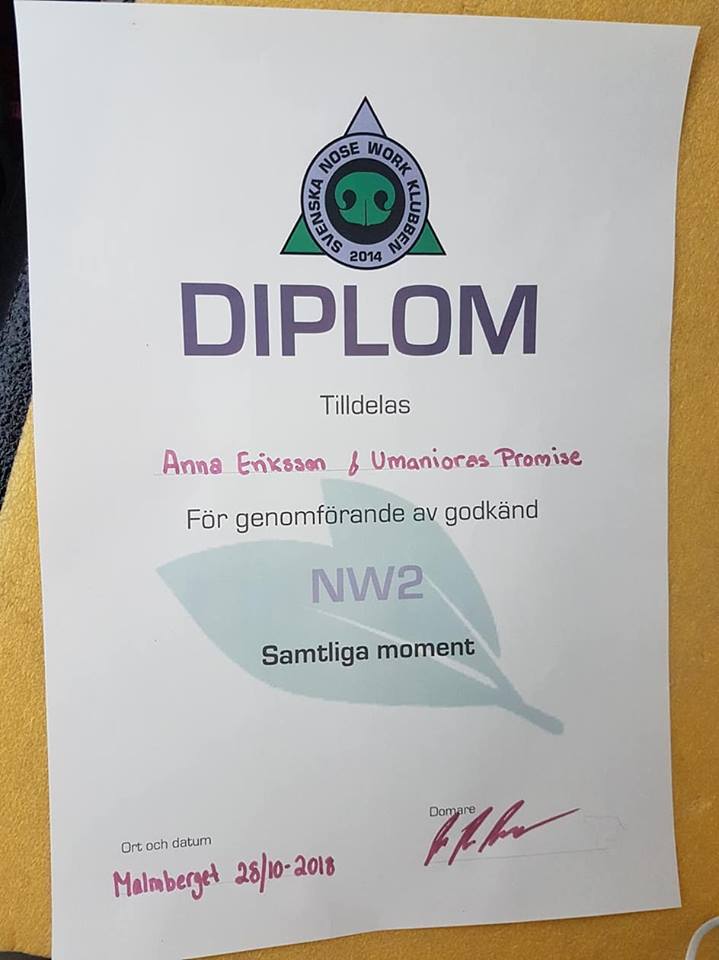 SVENSKA NOSE WORK KLUBBEN
2014
DIPLOM
Tilldelas
Anna Eriksson & Umanioras Promise
För genomförande av godkänd
NW2
Samtliga moment
Domare
Ort och datum
Malmberget 28/10-2018